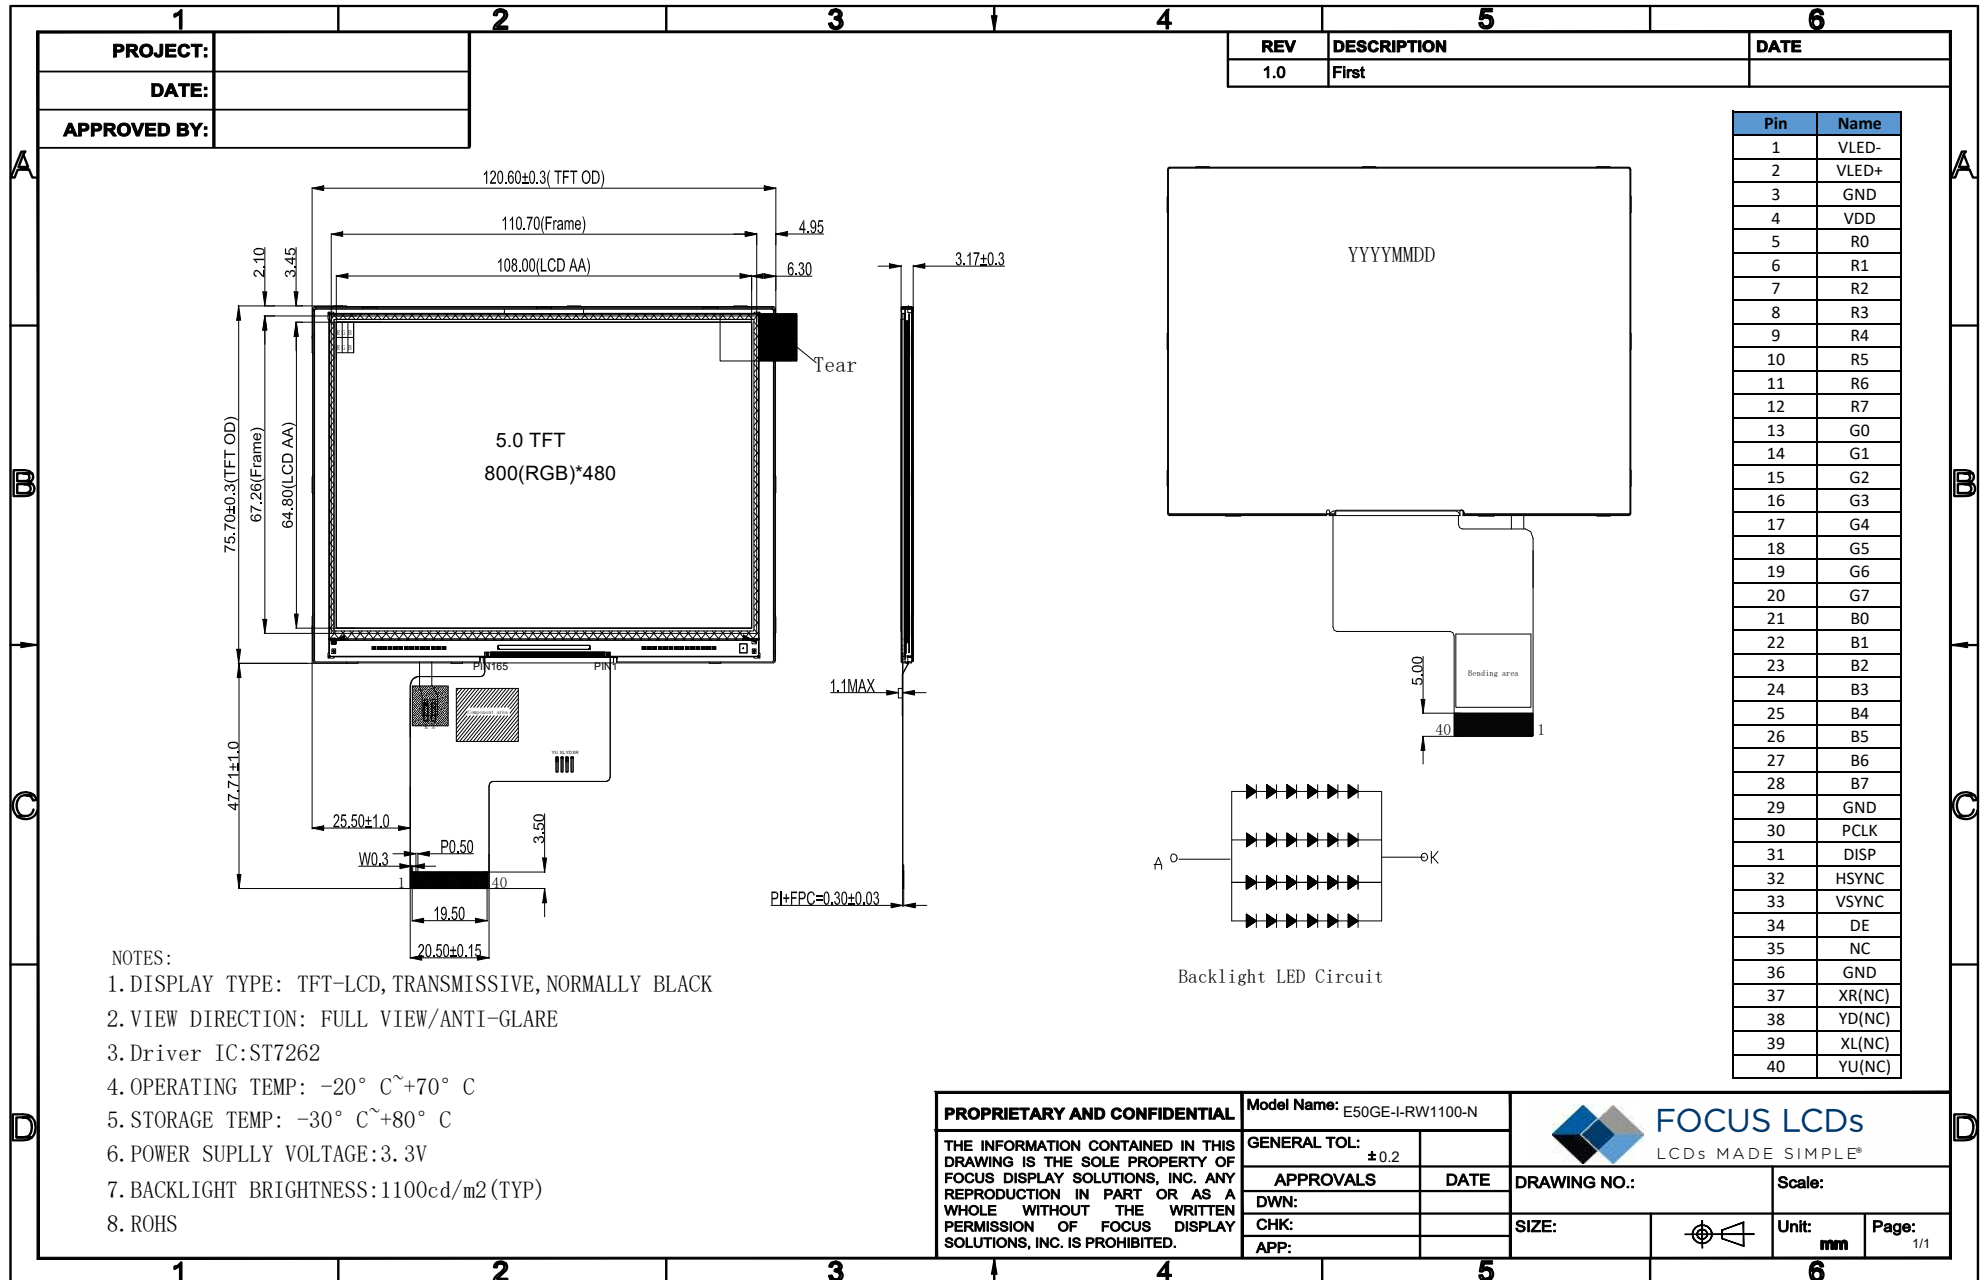 1 2 3 4 5 6
PROJECT:
DATE:
APPROVED BY:
REV DESCRIPTION DATE
1.0 First
A
A
B
B
C
C
D
D
120.60±0.3( TFT OD)
110.70(Frame)
4.95
108.00(LCD AA)
6.30
2.10
3.45
75.70±0.3(TFT OD)
67.26(Frame)
64.80(LCD AA)
R G B
R G B
Tear
5.0 TFT
800(RGB)*480
PIN165
PIN1
Component area
YU XL YD XR
47.71±1.0
25.50±1.0
P0.50
W0.3
3.50
1
40
19.50
20.50±0.15
3.17±0.3
1.1MAX
PI+FPC=0.30±0.03
YYYYMMDD
Bending area
5.00
40
1
A
K
Backlight LED Circuit
Pin Name
1 VLED-
2 VLED+
3 GND
4 VDD
5 R0
6 R1
7 R2
8 R3
9 R4
10 R5
11 R6
12 R7
13 G0
14 G1
15 G2
16 G3
17 G4
18 G5
19 G6
20 G7
21 B0
22 B1
23 B2
24 B3
25 B4
26 B5
27 B6
28 B7
29 GND
30 PCLK
31 DISP
32 HSYNC
33 VSYNC
34 DE
35 NC
36 GND
37 XR(NC)
38 YD(NC)
39 XL(NC)
40 YU(NC)
NOTES:
1.DISPLAY TYPE: TFT-LCD,TRANSMISSIVE,NORMALLY BLACK
2.VIEW DIRECTION: FULL VIEW/ANTI-GLARE
3.Driver IC:ST7262
4.OPERATING TEMP: -20° C~+70° C
5.STORAGE TEMP: -30° C~+80° C
6.POWER SUPLLY VOLTAGE:3.3V
7.BACKLIGHT BRIGHTNESS:1100cd/m2(TYP)
8.ROHS
PROPRIETARY AND CONFIDENTIAL
THE INFORMATION CONTAINED IN THIS
DRAWING IS THE SOLE PROPERTY OF
FOCUS DISPLAY SOLUTIONS, INC. ANY
REPRODUCTION IN PART OR AS A
WHOLE WITHOUT THE WRITTEN
PERMISSION OF FOCUS DISPLAY
SOLUTIONS, INC. IS PROHIBITED.
Model Name: E50GE-I-RW1100-N
GENERAL TOL: ±0.2
APPROVALS DATE
DWN:
CHK:
APP:
FOCUS LCDs
LCDs MADE SIMPLE®
DRAWING NO.:
Scale:
SIZE:
Unit: mm
Page: 1/1
1 2 3 4 5 6